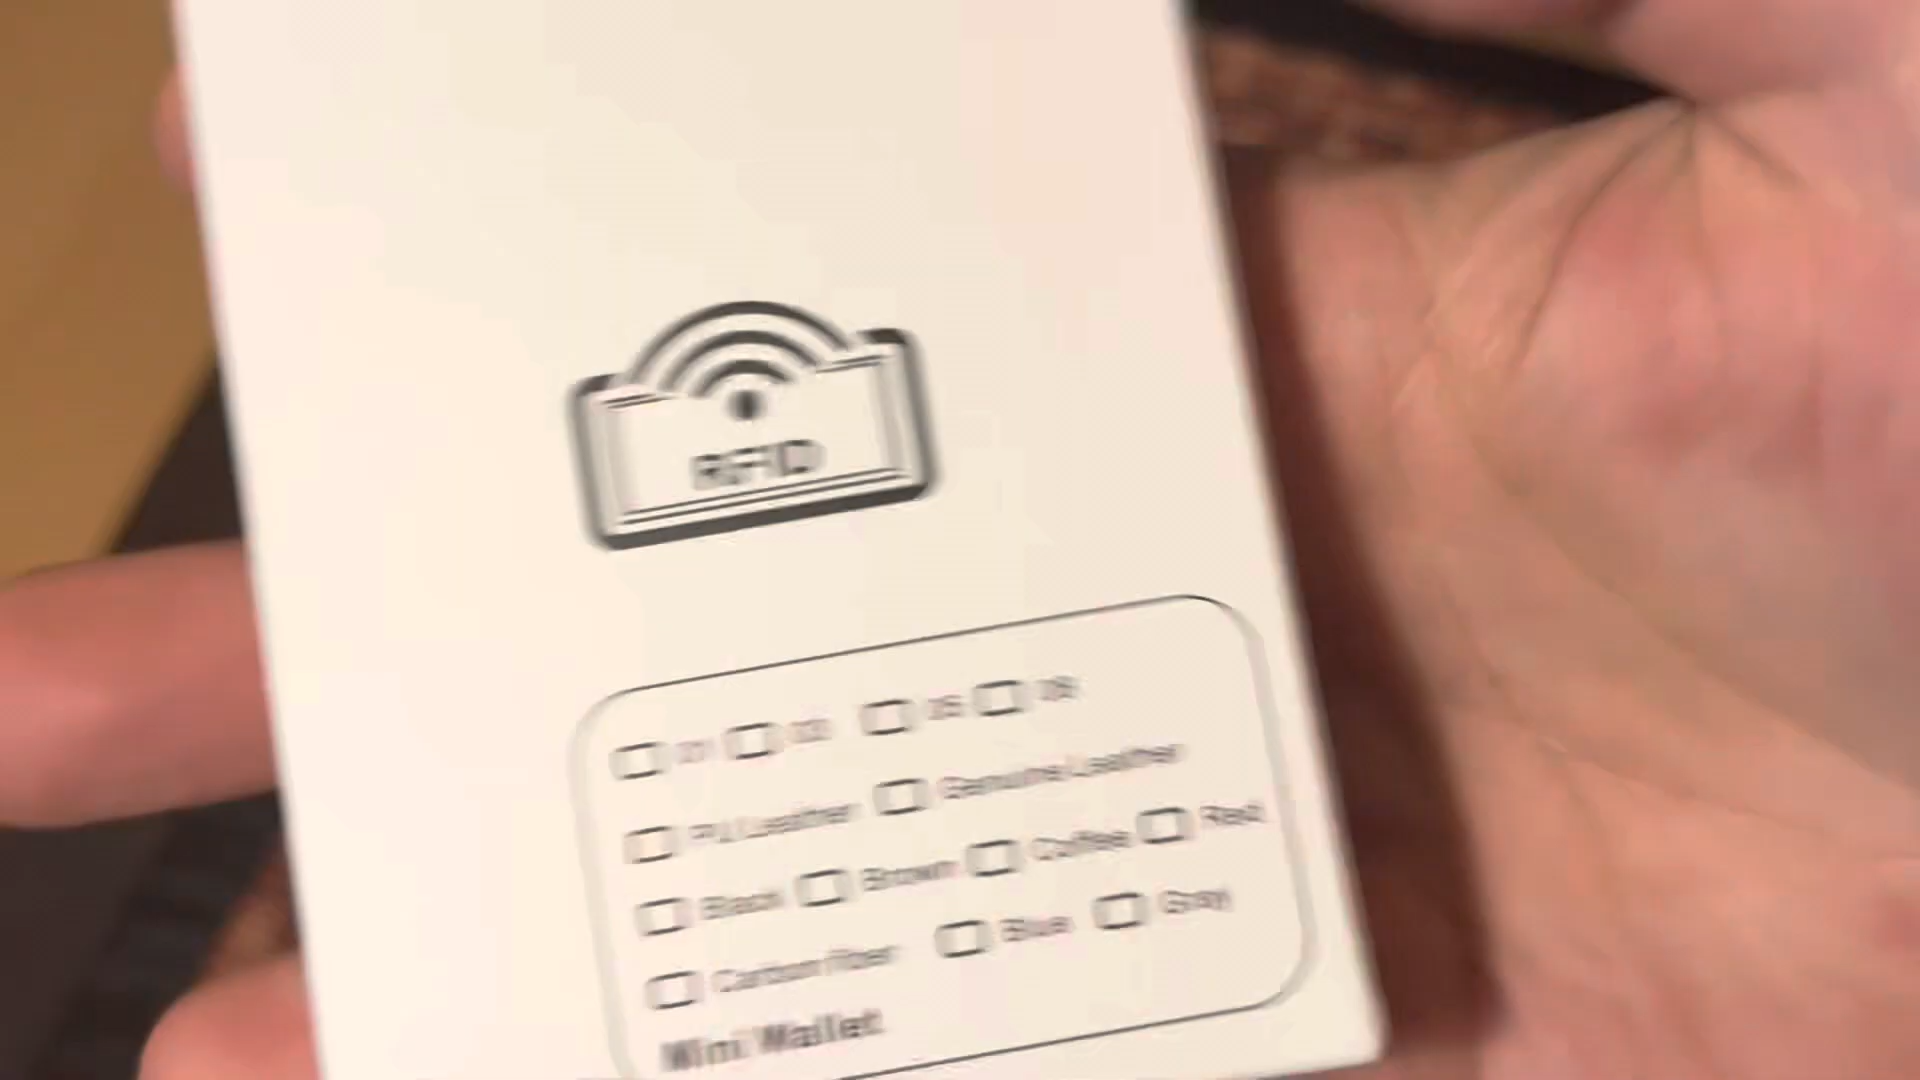 RFID
PU Leather Genuine Leather
Black Brown Coffee Red
Carbon fiber Blue Gray
Mini Wallet